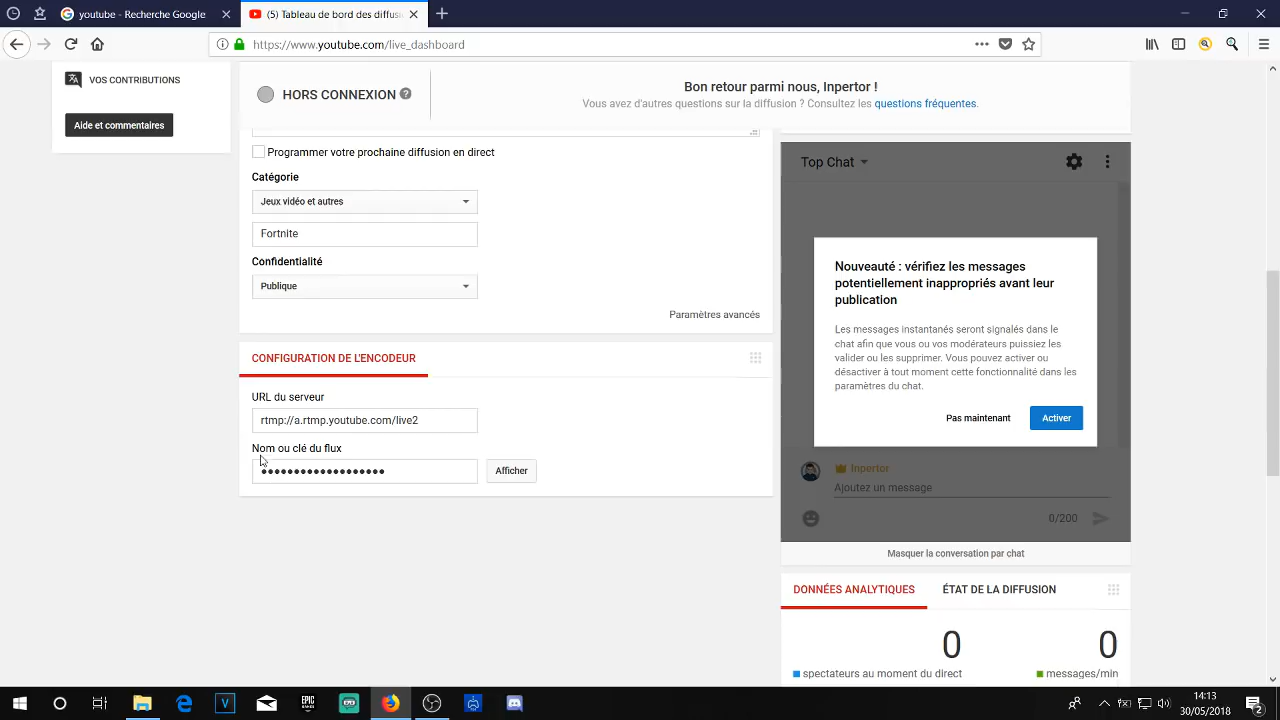 youtube - Recherche Google
(5) Tableau de bord des diffus
https://www.youtube.com/live_dashboard
VOS CONTRIBUTIONS
Aide et commentaires
HORS CONNEXION
Bon retour parmi nous, Inpertor !
Vous avez d'autres questions sur la diffusion ? Consultez les questions fréquentes.
Programmer votre prochaine diffusion en direct
Catégorie
Jeux vidéo et autres
Fortnite
Confidentialité
Publique
Paramètres avancés
CONFIGURATION DE L'ENCODEUR
URL du serveur
rtmp://a.rtmp.youtube.com/live2
Nom ou clé du flux
●●●●●●●●●●●●●●●●●●●
Afficher
Top Chat
Nouveauté : vérifiez les messages
potentiellement inappropriés avant leur
publication
Les messages instantanés seront signalés dans le
chat afin que vous ou vos modérateurs puissiez les
valider ou les supprimer. Vous pouvez activer ou
désactiver à tout moment cette fonctionnalité dans les
paramètres du chat.
Pas maintenant
Activer
Inpertor
Ajoutez un message
0/200
Masquer la conversation par chat
DONNÉES ANALYTIQUES
ÉTAT DE LA DIFFUSION
0
0
spectateurs au moment du direct
messages/min
EPIC
GAMES
14:13
30/05/2018
2